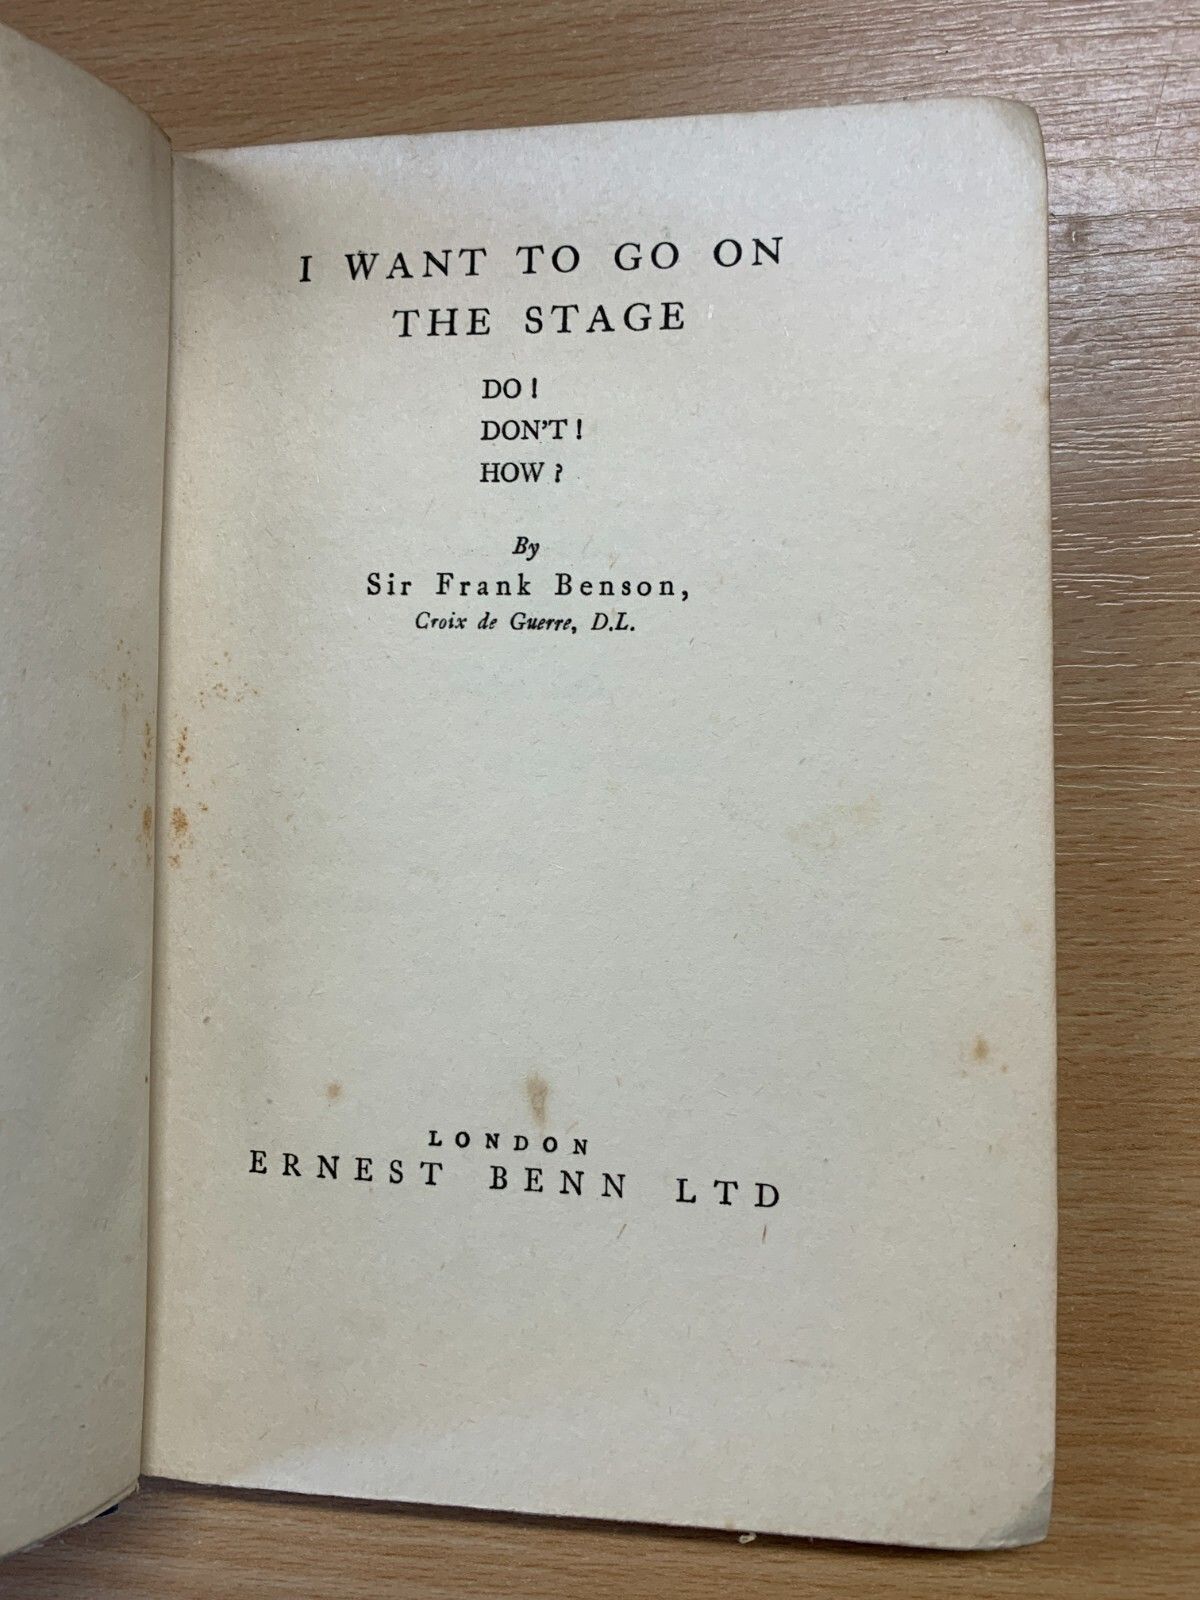 I WANT TO GO ON
THE STAGE
DO !
DON'T !
HOW ?
By
Sir Frank Benson,
Croix de Guerre, D.L.
LONDON
ERNEST BENN LTD